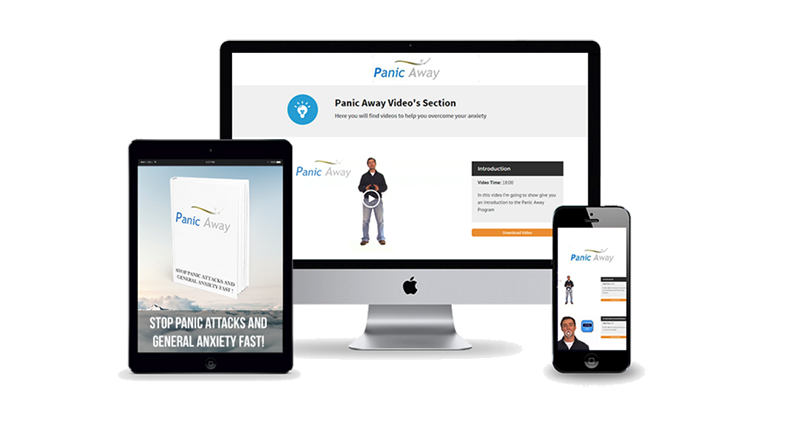 Panic Away
Panic Away Video's Section
Here you will find videos to help you overcome your anxiety
Panic Away
Introduction
Video Time: 18:00
In this video I'm going to show give you
an introduction to the Panic Away
Program
Download Video
Panic Away
STOP PANIC ATTACKS AND
GENERAL ANXIETY FAST!
STOP PANIC ATTACKS AND
GENERAL ANXIETY FAST!
Panic Away